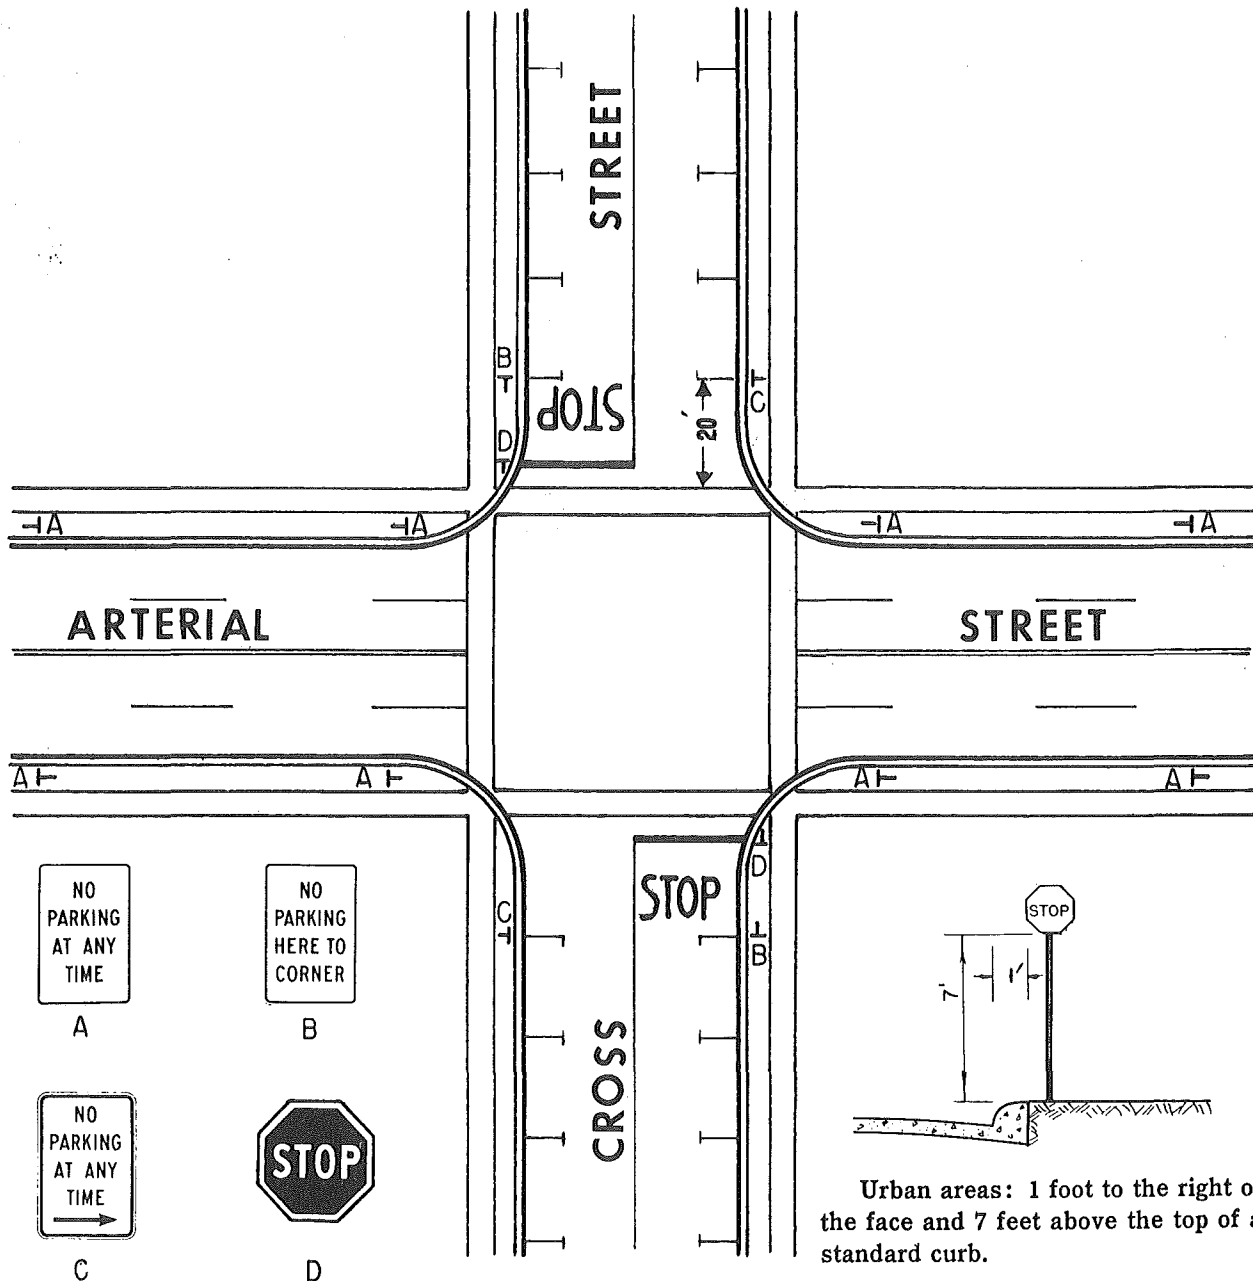 STREET
B
STOP
D
20'
C
A
A
A
A
ARTERIAL
STREET
A
A
A
A
STOP
D
C
B
CROSS
NO
PARKING
AT ANY
TIME
A
NO
PARKING
HERE TO
CORNER
B
NO
PARKING
AT ANY
TIME
C
STOP
D
STOP
1'
7'
Urban areas: 1 foot to the right o
the face and 7 feet above the top of a
standard curb.